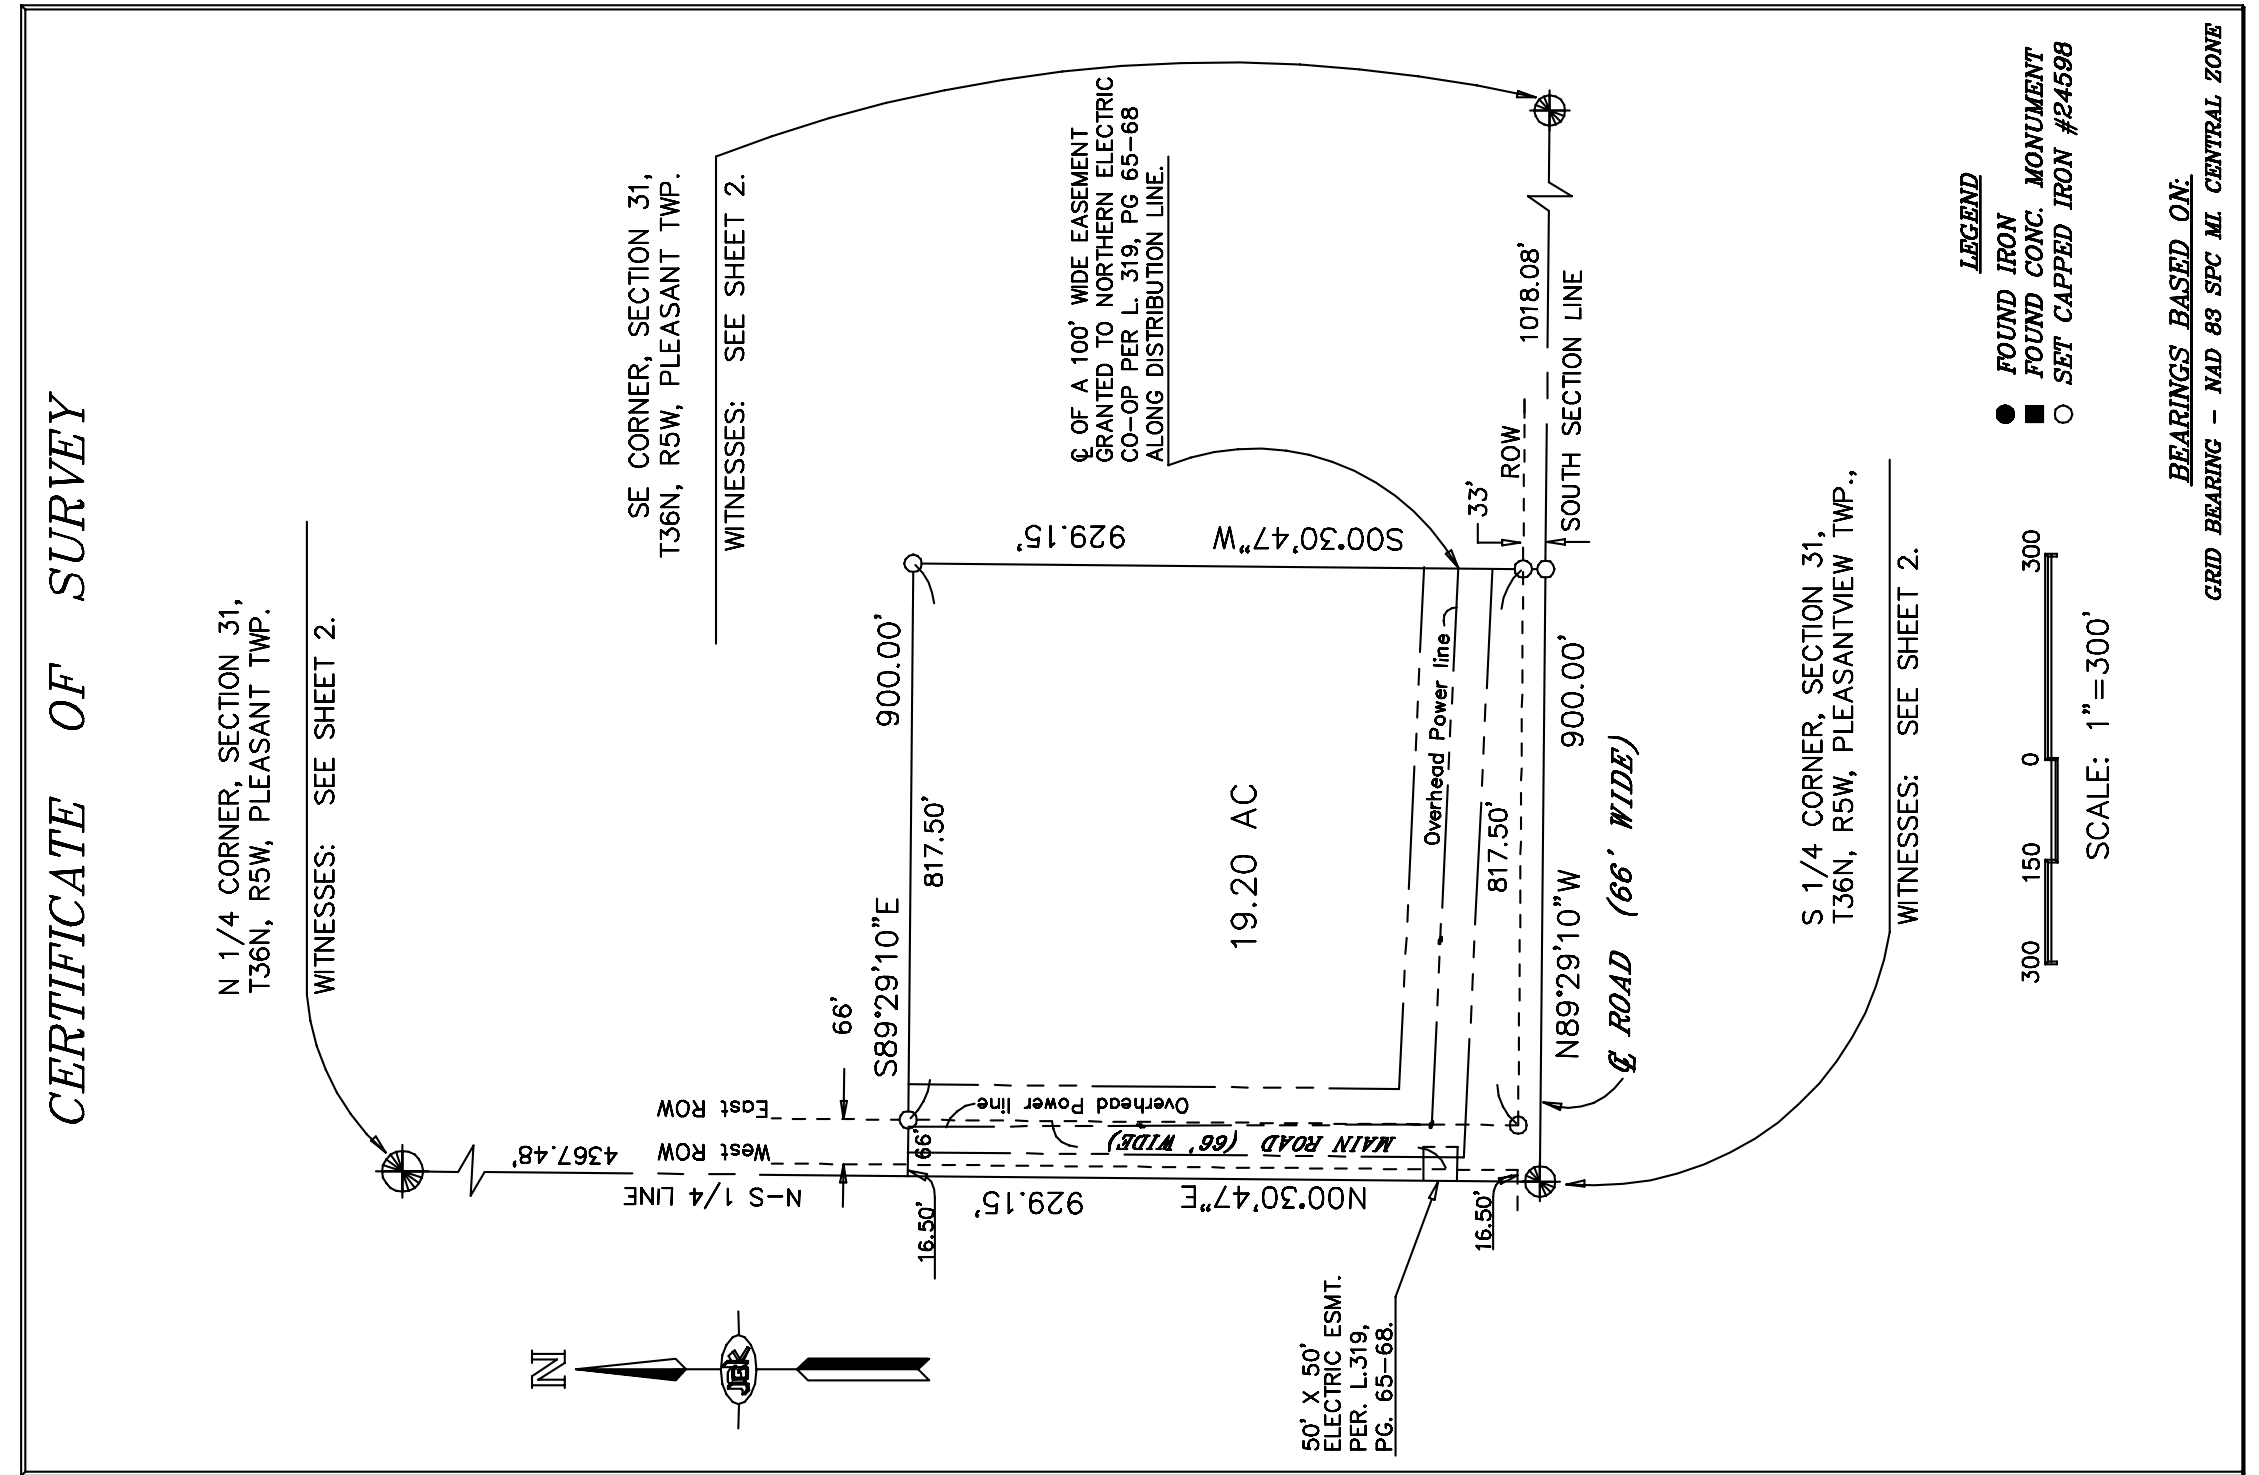 CERTIFICATE OF SURVEY
N 1/4 CORNER, SECTION 31,
T36N, R5W, PLEASANT TWP.
WITNESSES: SEE SHEET 2.
SE CORNER, SECTION 31,
T36N, R5W, PLEASANT TWP.
WITNESSES: SEE SHEET 2.
N
JBK
4367.48'
N-S 1/4 LINE
West ROW
East ROW
66'
S89°29'10"E
900.00'
817.50'
66'
16.50'
929.15'
N00°30'47"E
MAIN ROAD (66' WIDE)
Overhead Power line
929.15'
S00°30'47"W
19.20 AC
℄ OF A 100' WIDE EASEMENT
GRANTED TO NORTHERN ELECTRIC
CO-OP PER L. 319, PG 65-68
ALONG DISTRIBUTION LINE.
Overhead Power line
817.50'
33'
ROW
1018.08'
SOUTH SECTION LINE
16.50'
N89°29'10"W
900.00'
℄ ROAD (66' WIDE)
50' X 50'
ELECTRIC ESMT.
PER. L.319,
PG. 65-68.
S 1/4 CORNER, SECTION 31,
T36N, R5W, PLEASANTVIEW TWP.,
WITNESSES: SEE SHEET 2.
LEGEND
FOUND IRON
FOUND CONC. MONUMENT
SET CAPPED IRON #24598
300 150 0 300
SCALE: 1"=300'
BEARINGS BASED ON:
GRID BEARING - NAD 83 SPC MI. CENTRAL ZONE